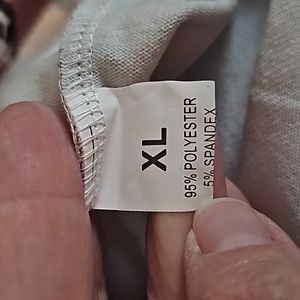 XL
95% POLYESTER
5% SPANDEX